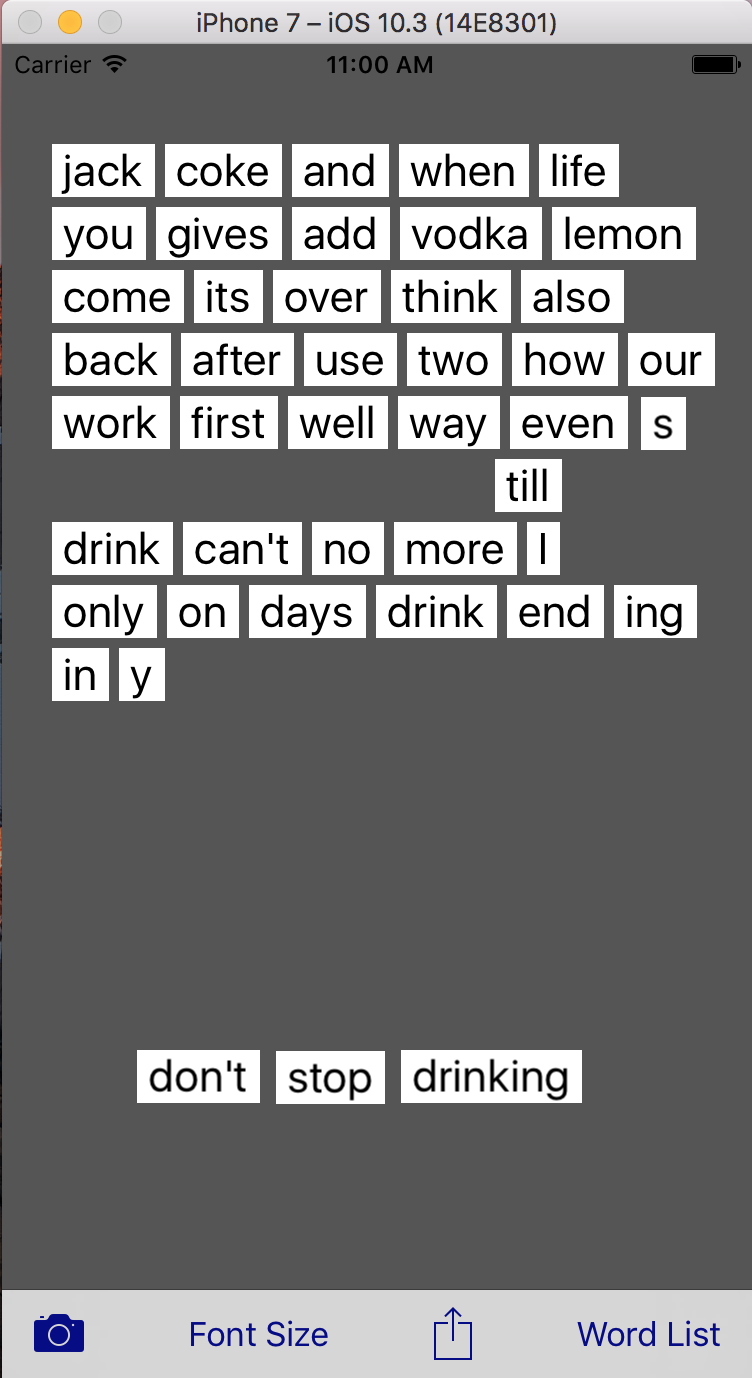 iPhone 7 – iOS 10.3 (14E8301)
Carrier 11:00 AM
jack coke and when life
you gives add vodka lemon
come its over think also
back after use two how our
work first well way even s
till
drink can't no more I
only on days drink end ing
in y
don't stop drinking
Font Size Word List